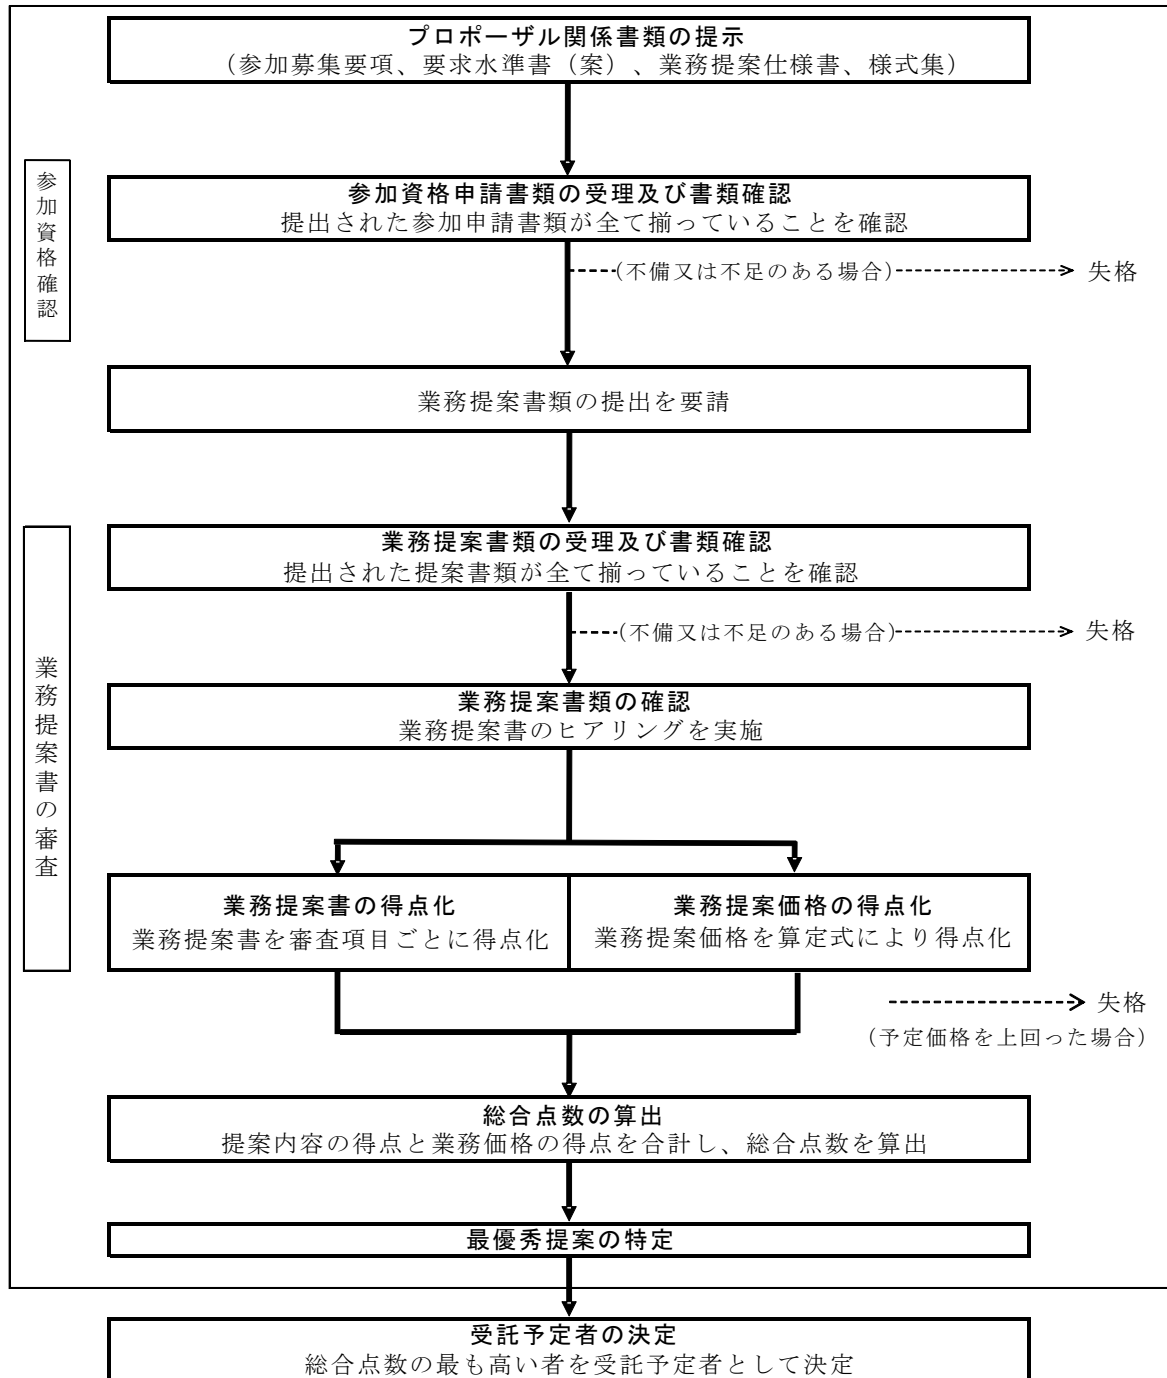 プロポーザル関係書類の提示
(参加募集要項、要求水準書（案）、業務提案仕様書、様式集)
参加資格確認
参加資格申請書類の受理及び書類確認
提出された参加申請書類が全て揃っていることを確認
(不備又は不足のある場合)
失格
業務提案書類の提出を要請
業務提案書の審査
業務提案書類の受理及び書類確認
提出された提案書類が全て揃っていることを確認
(不備又は不足のある場合)
失格
業務提案書類の確認
業務提案書のヒアリングを実施
業務提案書の得点化
業務提案書を審査項目ごとに得点化
業務提案価格の得点化
業務提案価格を算定式により得点化
失格
(予定価格を上回った場合)
総合点数の算出
提案内容の得点と業務価格の得点を合計し、総合点数を算出
最優秀提案の特定
受託予定者の決定
総合点数の最も高い者を受託予定者として決定